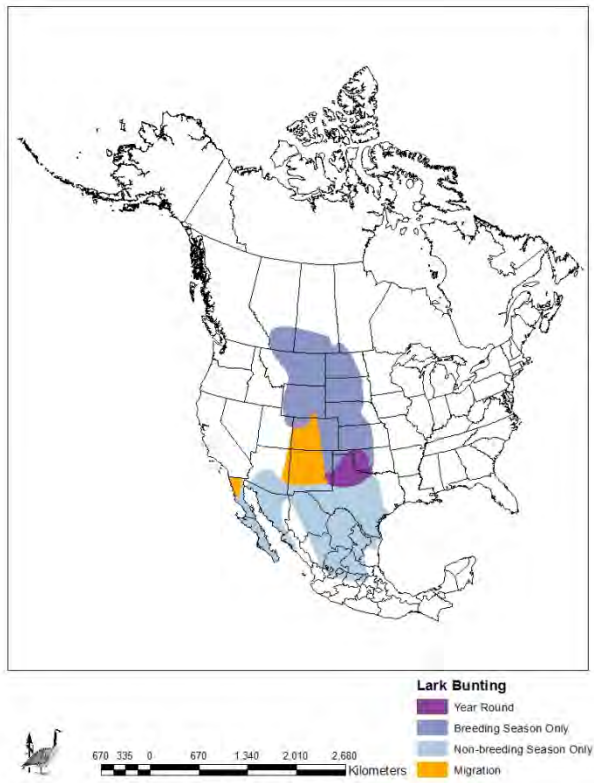 Lark Bunting
Year Round
Breeding Season Only
Non-breeding Season Only
Migration
670 335 0 670 1,340 2,010 2,680
Kilometers